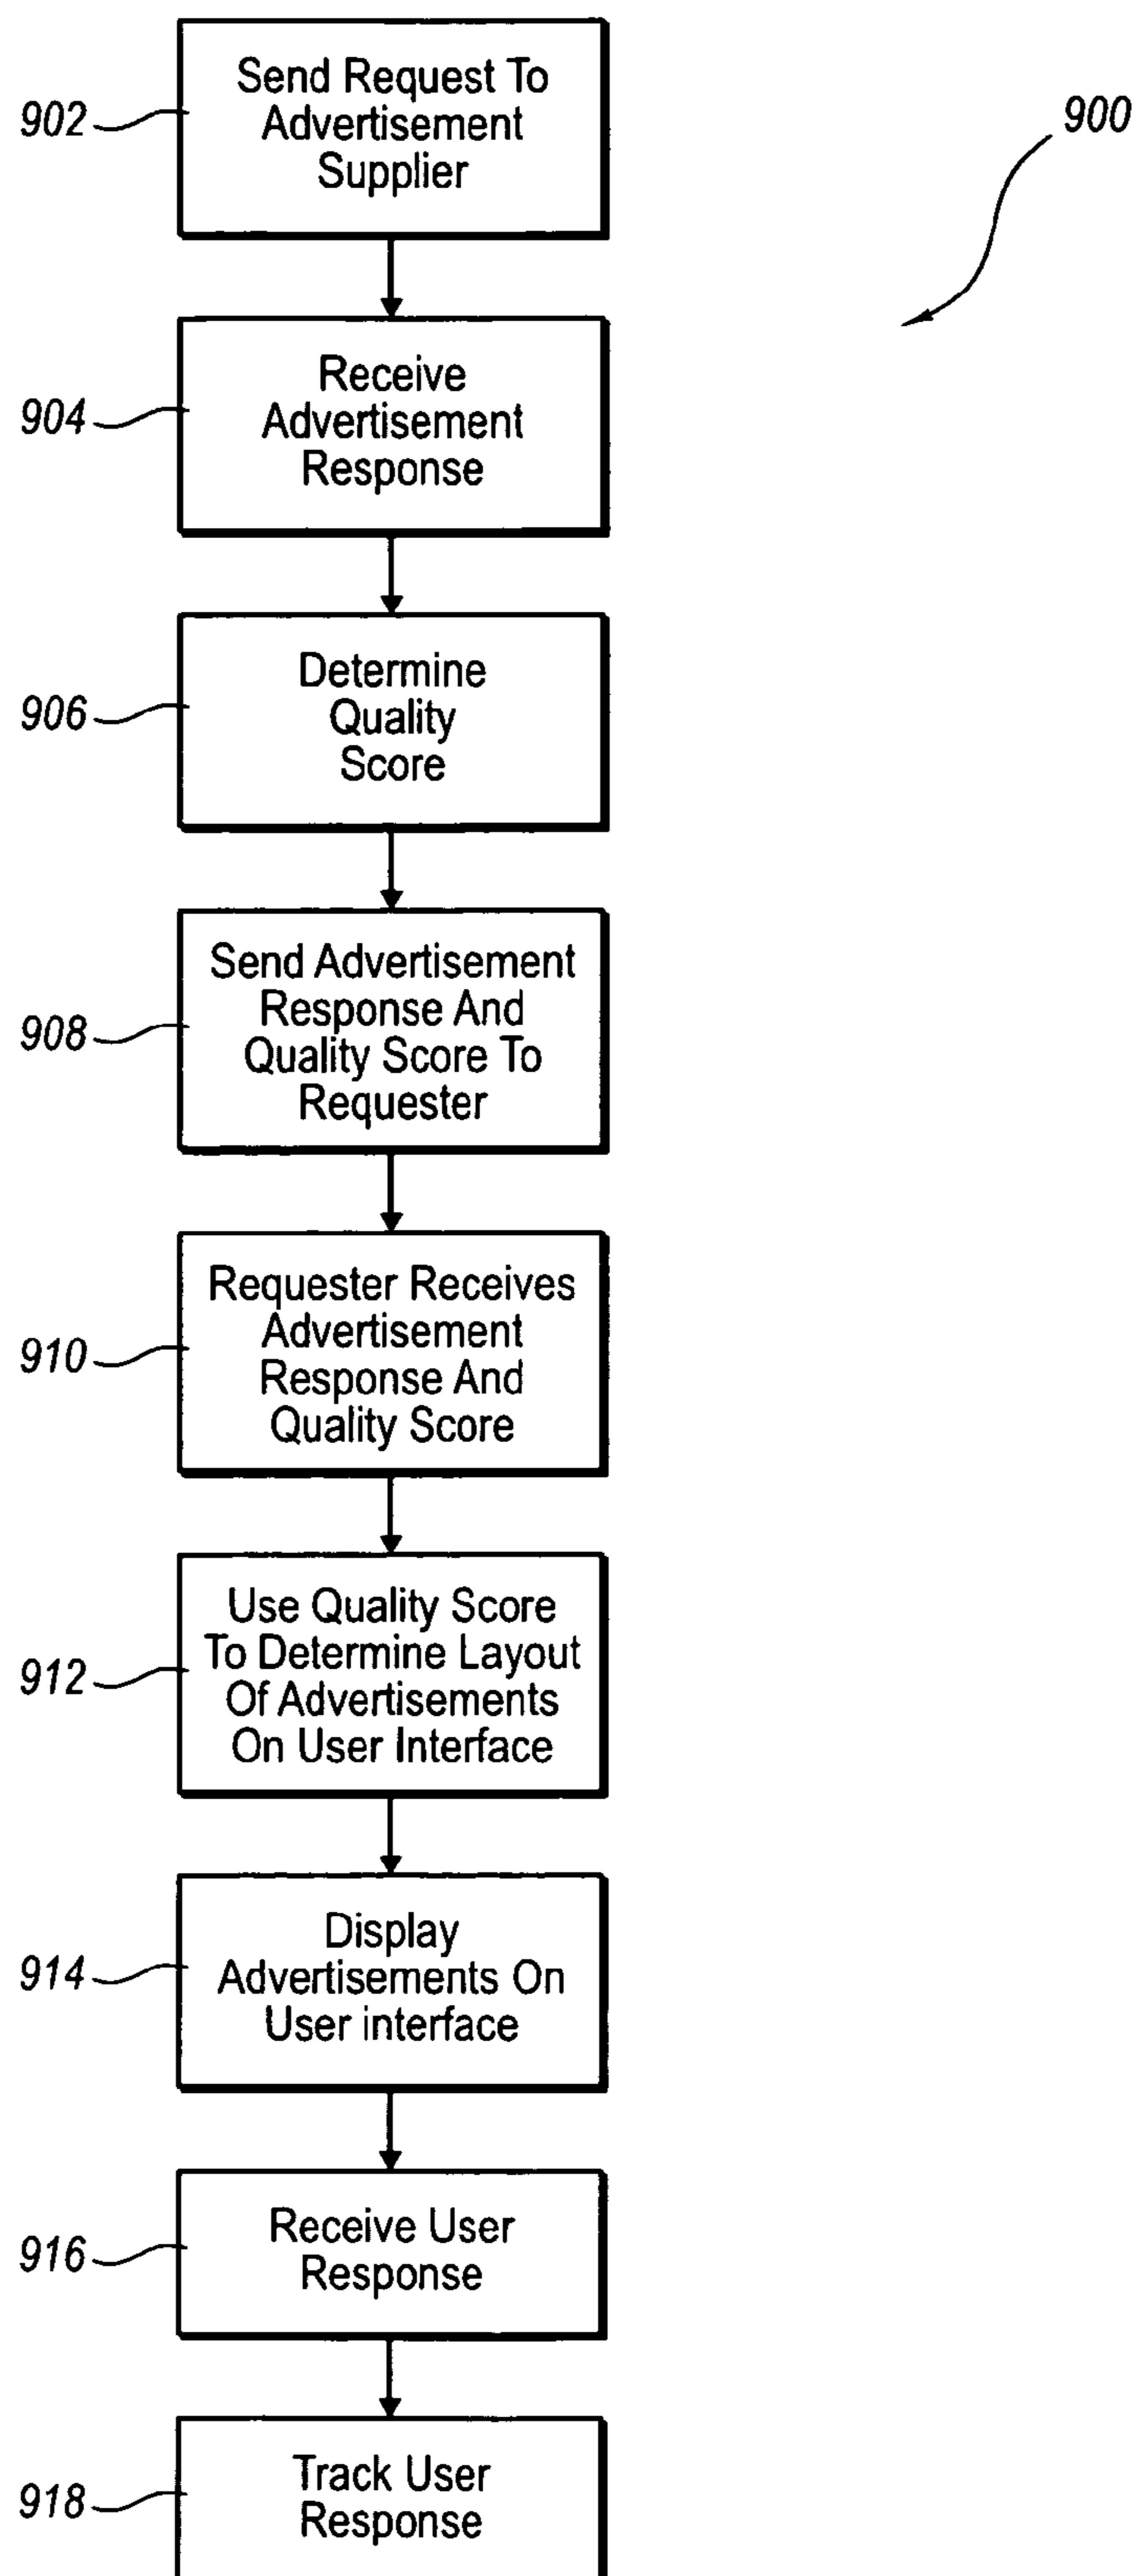 Send Request To
902
Advertisement
Supplier
900
Receive
904
Advertisement
Response
Determine
906
Quality
Score
Send Advertisement
Response And
908
Quality Score To
Requester
Requester Receives
Advertisement
910
Response And
Quality Score
Use Quality Score
To Determine Layout
912
Of Advertisements
On User Interface
Display
914
Advertisements On
User interface
Receive User
916
Response
Track User
918
Response